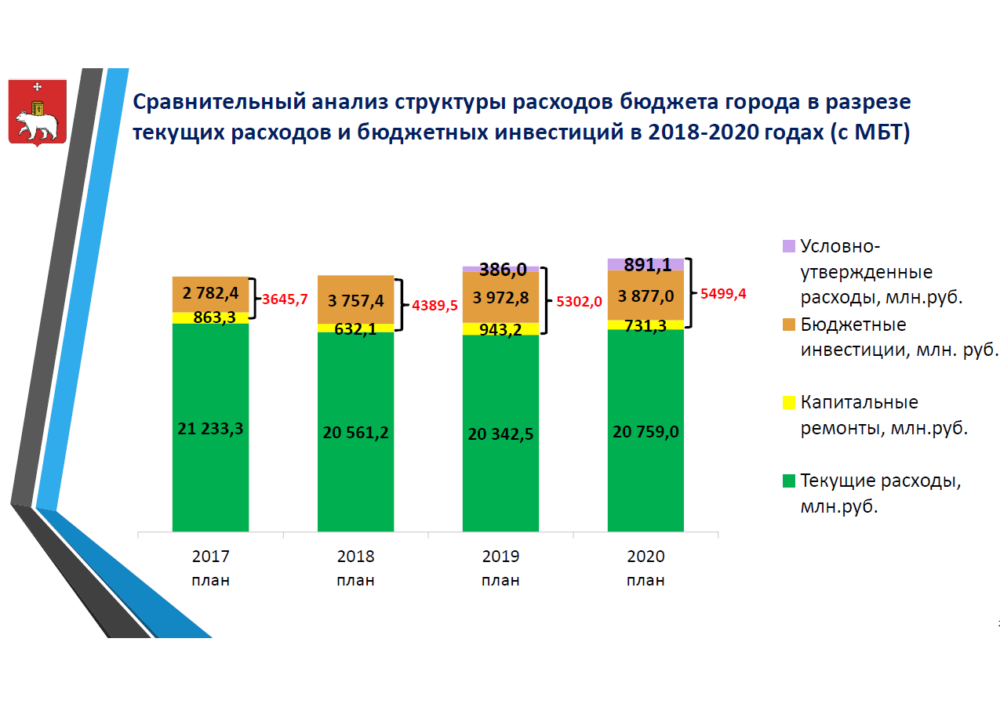 Сравнительный анализ структуры расходов бюджета города в разрезе
текущих расходов и бюджетных инвестиций в 2018-2020 годах (с МБТ)
2 782,4
863,3
3645,7
21 233,3
3 757,4
632,1
4389,5
20 561,2
386,0
3 972,8
943,2
5302,0
20 342,5
891,1
3 877,0
731,3
5499,4
20 759,0
2017
план
2018
план
2019
план
2020
план
Условно-
утвержденные
расходы, млн.руб.
Бюджетные
инвестиции, млн. руб.
Капитальные
ремонты, млн.руб.
Текущие расходы,
млн.руб.